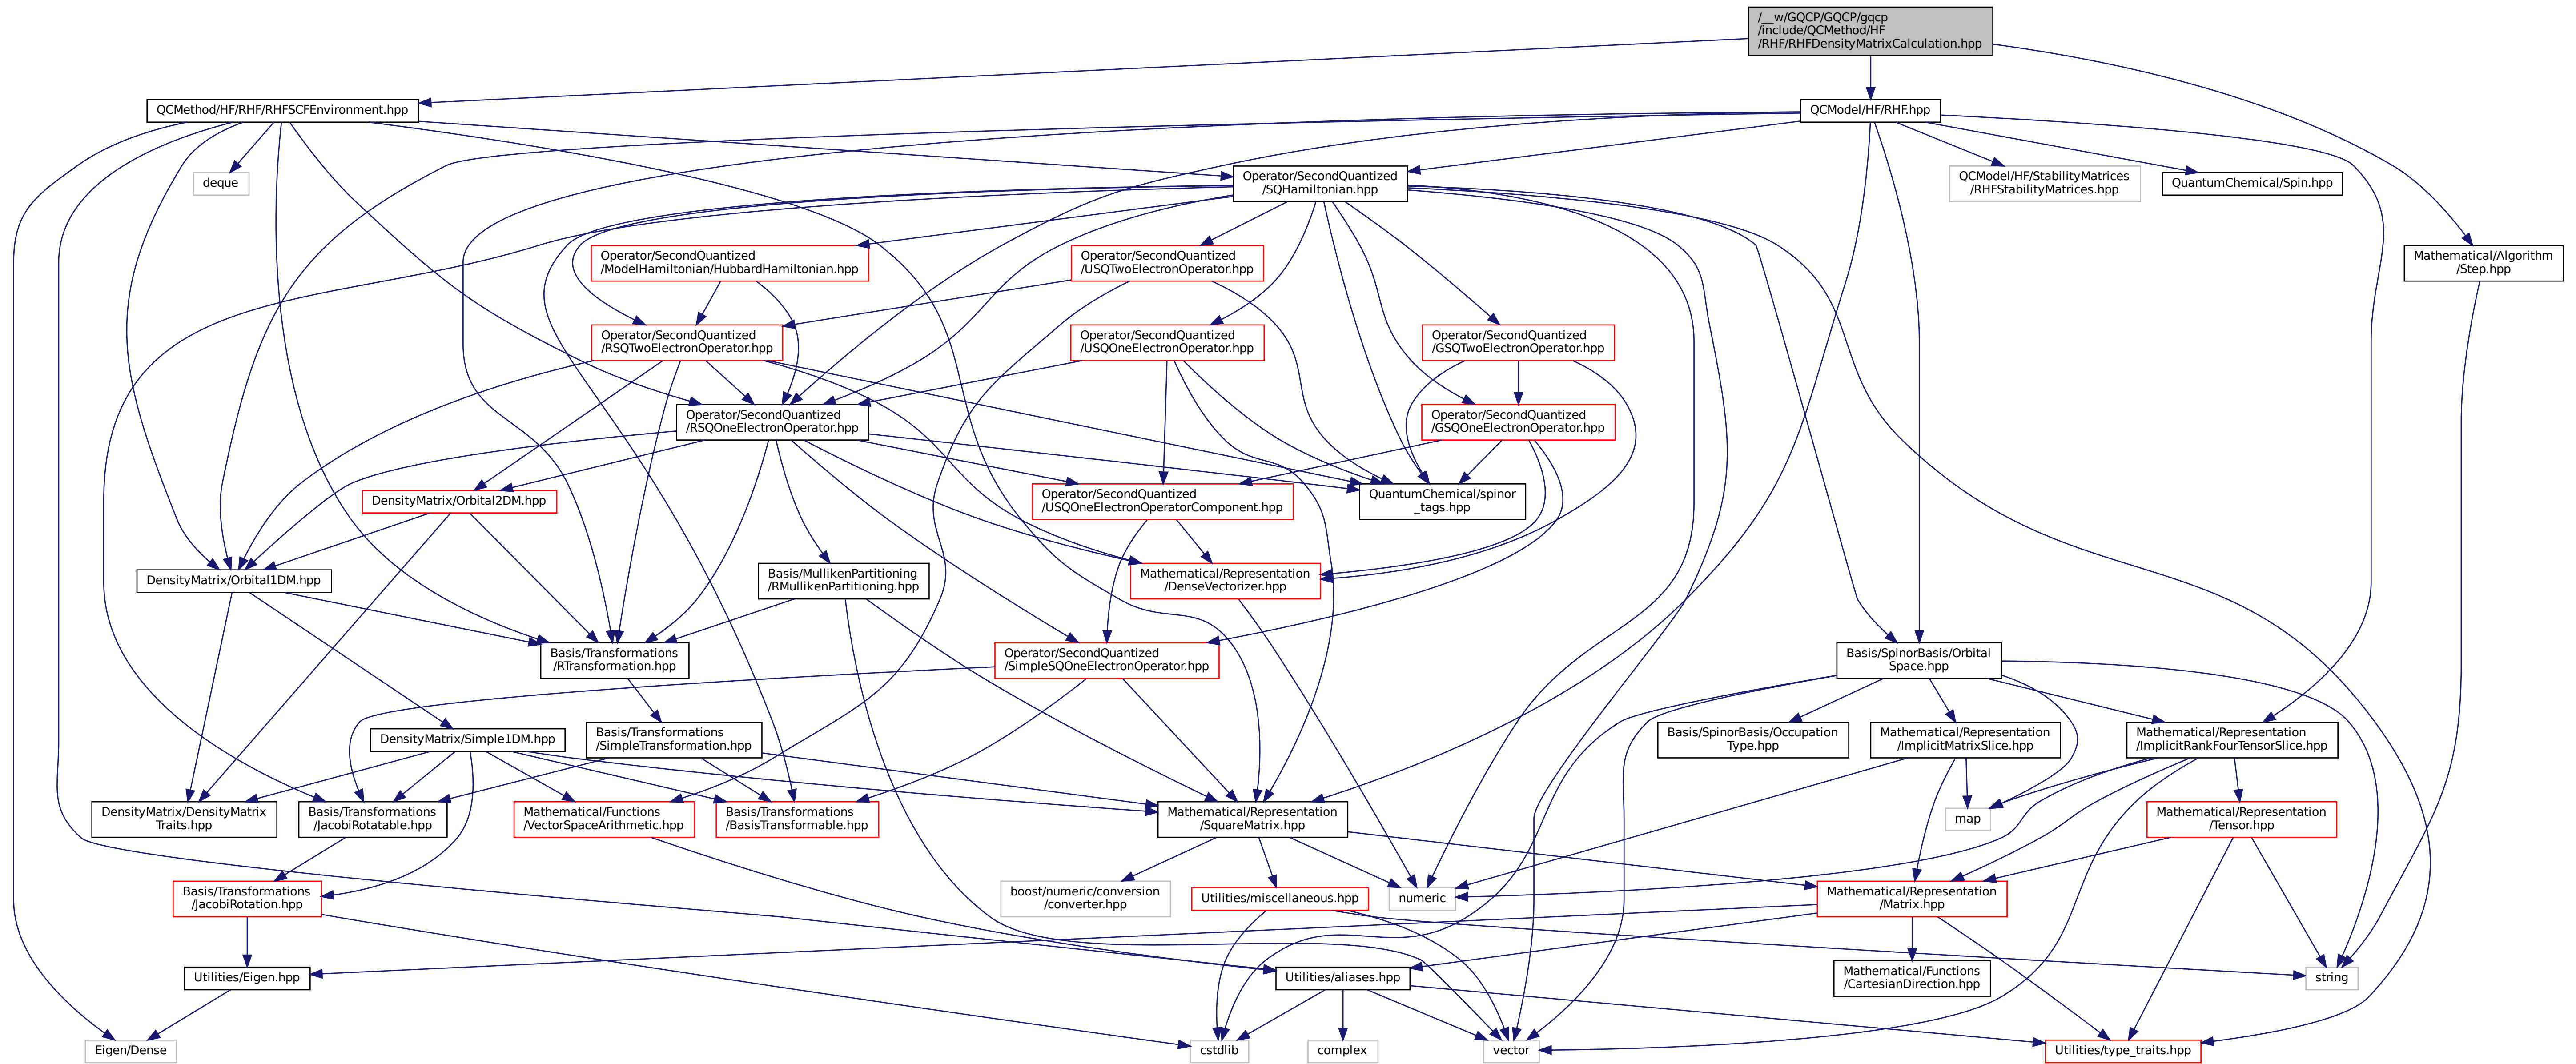 /__w/GQCP/GQCP/gqcp
/include/QCMethod/HF
/RHF/RHFDensityMatrixCalculation.hpp
QCMethod/HF/RHF/RHFSCFEnvironment.hpp
QCModel/HF/RHF.hpp
deque
Operator/SecondQuantized
/SQHamiltonian.hpp
QCModel/HF/StabilityMatrices
/RHFStabilityMatrices.hpp
QuantumChemical/Spin.hpp
Operator/SecondQuantized
/ModelHamiltonian/HubbardHamiltonian.hpp
Operator/SecondQuantized
/USQTwoElectronOperator.hpp
Mathematical/Algorithm
/Step.hpp
Operator/SecondQuantized
/RSQTwoElectronOperator.hpp
Operator/SecondQuantized
/USQOneElectronOperator.hpp
Operator/SecondQuantized
/GSQTwoElectronOperator.hpp
Operator/SecondQuantized
/RSQOneElectronOperator.hpp
Operator/SecondQuantized
/GSQOneElectronOperator.hpp
DensityMatrix/Orbital2DM.hpp
Operator/SecondQuantized
/USQOneElectronOperatorComponent.hpp
QuantumChemical/spinor
_tags.hpp
DensityMatrix/Orbital1DM.hpp
Basis/MullikenPartitioning
/RMullikenPartitioning.hpp
Mathematical/Representation
/DenseVectorizer.hpp
Basis/Transformations
/RTransformation.hpp
Operator/SecondQuantized
/SimpleSQOneElectronOperator.hpp
Basis/SpinorBasis/Orbital
Space.hpp
DensityMatrix/Simple1DM.hpp
Basis/Transformations
/SimpleTransformation.hpp
Basis/SpinorBasis/Occupation
Type.hpp
Mathematical/Representation
/ImplicitMatrixSlice.hpp
Mathematical/Representation
/ImplicitRankFourTensorSlice.hpp
DensityMatrix/DensityMatrix
Traits.hpp
Basis/Transformations
/JacobiRotatable.hpp
Mathematical/Functions
/VectorSpaceArithmetic.hpp
Basis/Transformations
/BasisTransformable.hpp
Mathematical/Representation
/SquareMatrix.hpp
map
Mathematical/Representation
/Tensor.hpp
Basis/Transformations
/JacobiRotation.hpp
boost/numeric/conversion
/converter.hpp
Utilities/miscellaneous.hpp
numeric
Mathematical/Representation
/Matrix.hpp
Utilities/Eigen.hpp
Utilities/aliases.hpp
Mathematical/Functions
/CartesianDirection.hpp
string
Eigen/Dense
cstdlib
complex
vector
Utilities/type_traits.hpp